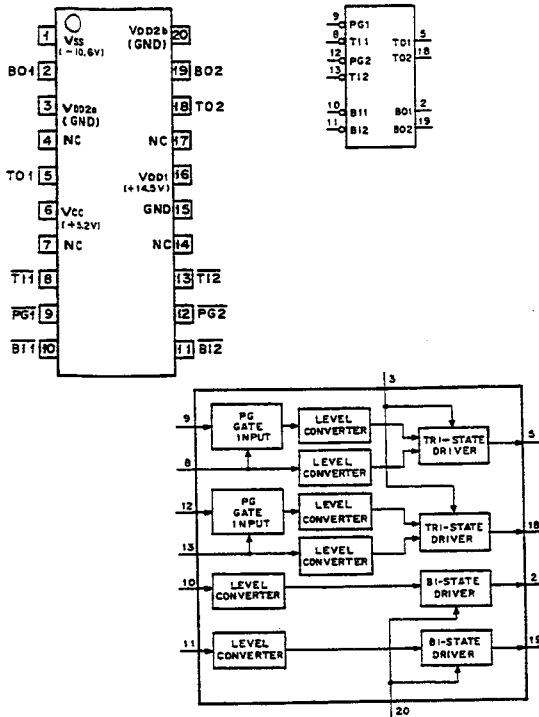 1 VSS (-10.6V) VDD2b (GND) 20
BO1 2 19 BO2
3 VDD2a (GND) 18 TO2
4 NC NC 17
TO1 5 VDD1 (+14.5V) 16
6 VCC (+5.2V) GND 15
7 NC NC 14
TI1 8 13 TI2
PG1 9 12 PG2
BI1 10 11 BI2
9 PG1
8 TI1 TO1 5
12 PG2 TO2 18
13 TI2
10 BI1 BO1 2
11 BI2 BO2 19
3
9 PG GATE INPUT LEVEL CONVERTER TRI-STATE DRIVER 5
8 LEVEL CONVERTER
12 PG GATE INPUT LEVEL CONVERTER TRI-STATE DRIVER 18
13 LEVEL CONVERTER
10 LEVEL CONVERTER BI-STATE DRIVER 2
11 LEVEL CONVERTER BI-STATE DRIVER 19
20